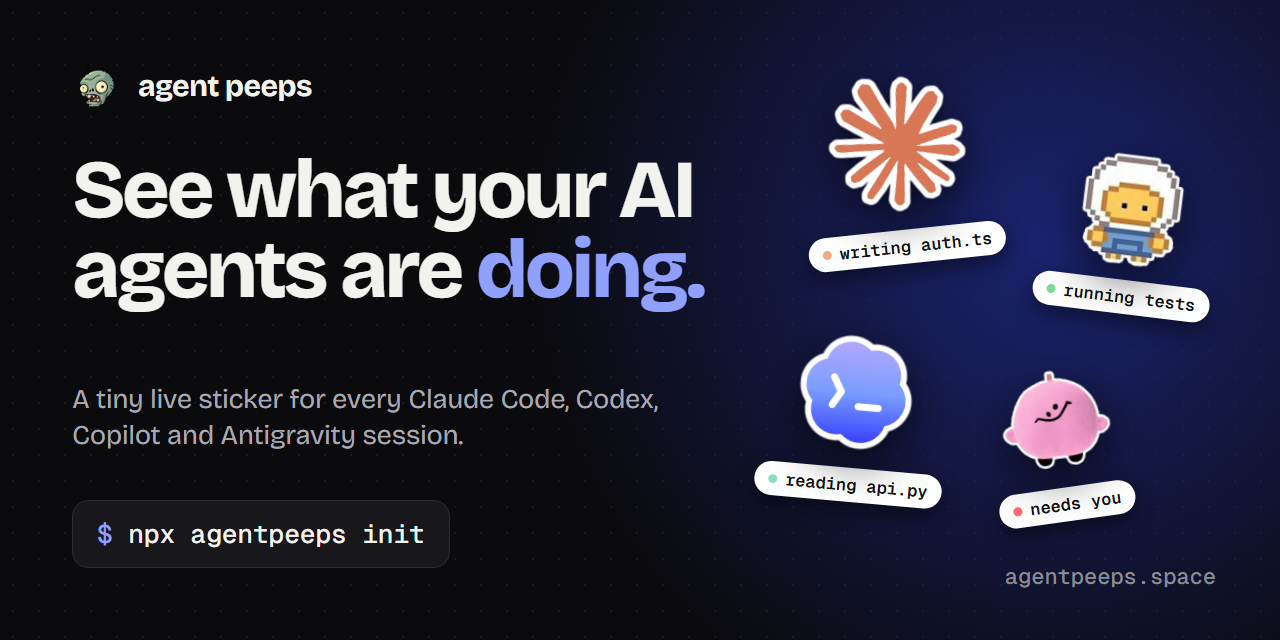 agent peeps
See what your AI
agents are doing.
A tiny live sticker for every Claude Code, Codex,
Copilot and Antigravity session.
$ npx agentpeeps init
writing auth.ts
running tests
>_
reading api.py
needs you
agentpeeps.space